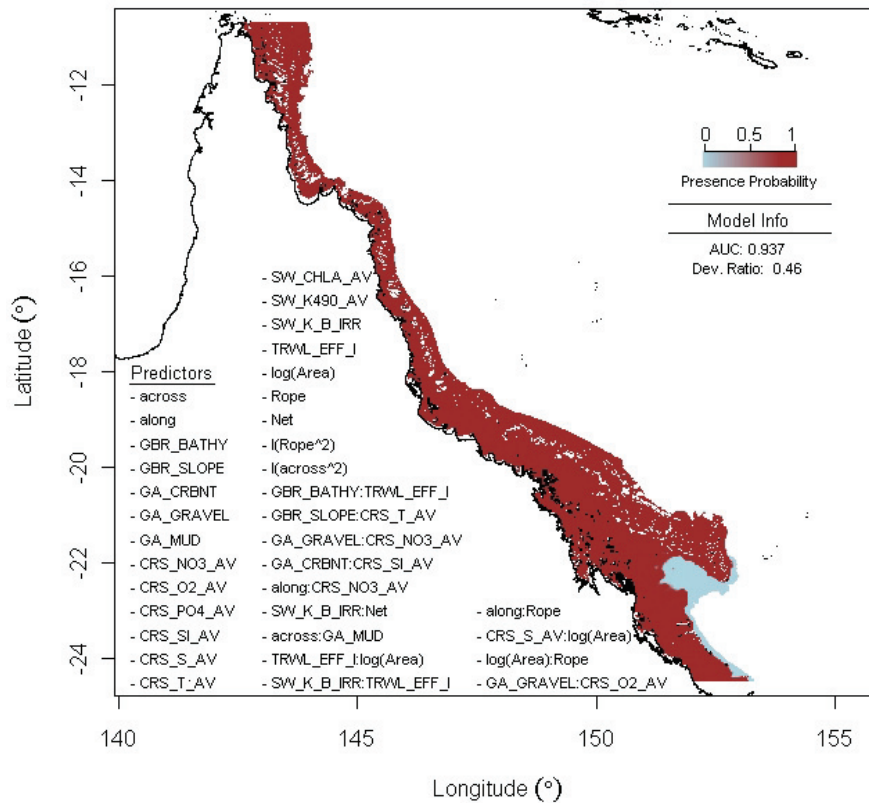 -12
-14
-16
-18
-20
-22
-24
Latitude (°)
0 0.5 1
Presence Probability
Model Info
AUC: 0.937
Dev. Ratio: 0.46
Predictors
- across
- along
- GBR_BATHY
- GBR_SLOPE
- GA_CRBNT
- GA_GRAVEL
- GA_MUD
- CRS_NO3_AV
- CRS_O2_AV
- CRS_PO4_AV
- CRS_SI_AV
- CRS_S_AV
- CRS_T_AV
- SW_CHLA_AV
- SW_K490_AV
- SW_K_B_IRR
- TRWL_EFF_I
- log(Area)
- Rope
- Net
- I(Rope^2)
- I(across^2)
- GBR_BATHY:TRWL_EFF_I
- GBR_SLOPE:CRS_T_AV
- GA_GRAVEL:CRS_NO3_AV
- GA_CRBNT:CRS_SI_AV
- along:CRS_NO3_AV
- SW_K_B_IRR:Net
- across:GA_MUD
- TRWL_EFF_I:log(Area)
- SW_K_B_IRR:TRWL_EFF_I
- along:Rope
- CRS_S_AV:log(Area)
- log(Area):Rope
- GA_GRAVEL:CRS_O2_AV
140 145 150 155
Longitude (°)